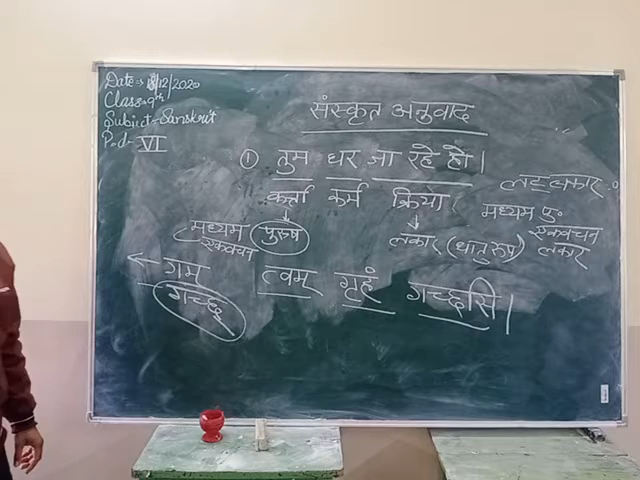 Date → 8/12/2020
Class → 9th
Subject - Sanskrit
Pd - VI
संस्कृत अनुवाद
① तुम घर जा रहे हो।
कर्त्ता कर्म क्रिया
मध्यम पुरुष
एकवचन
लकार (धातु रूप)
लट् लकार
मध्यम पु॰
एकवचन
लकार
← गम्
गच्छ्
त्वम् गृहं गच्छसि।